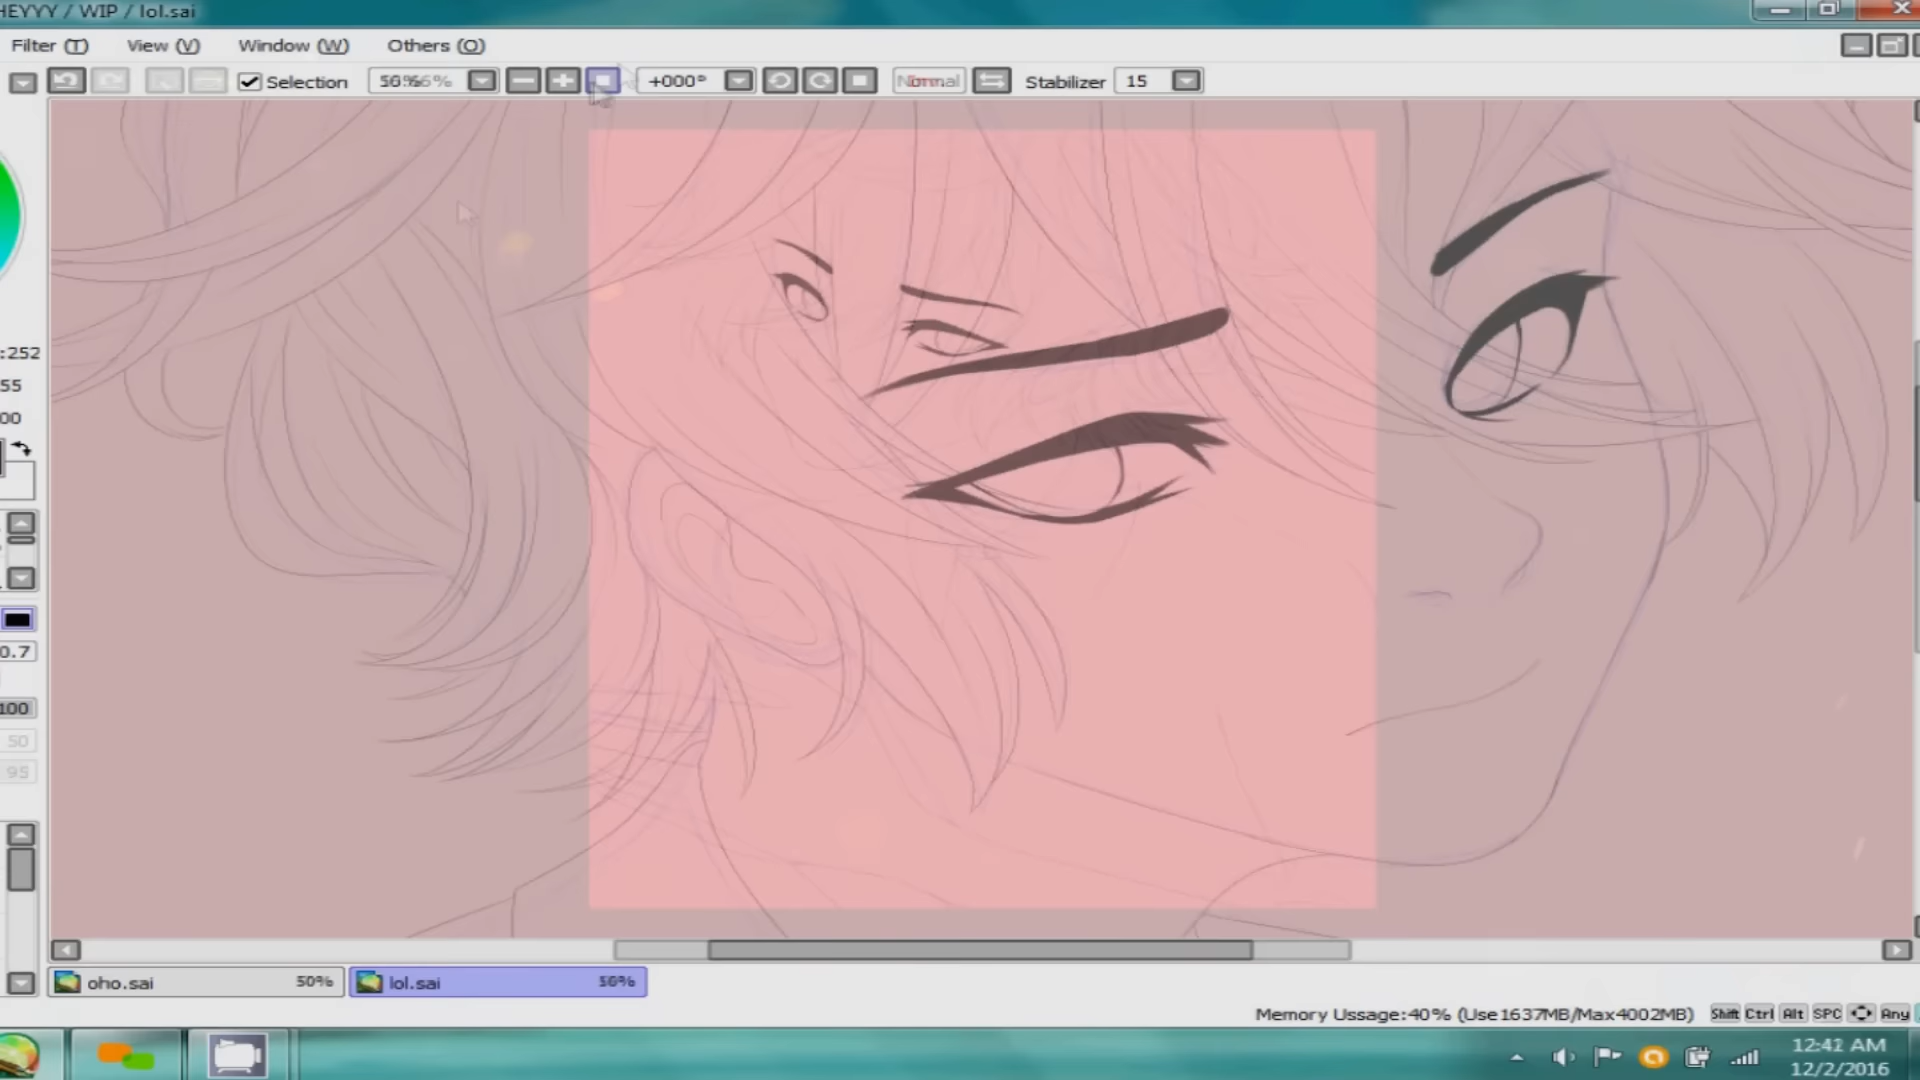 HEYYY / WIP / lol.sai
Filter (T) View (V) Window (W) Others (O)
Selection +000° Stabilizer 15
:252
55
00
0.7
100
50
95
oho.sai 50% lol.sai
Memory Ussage:40% (Use1637MB/Max4002MB) Shift Ctrl Alt SPC Any
12:42 AM
12/2/2016